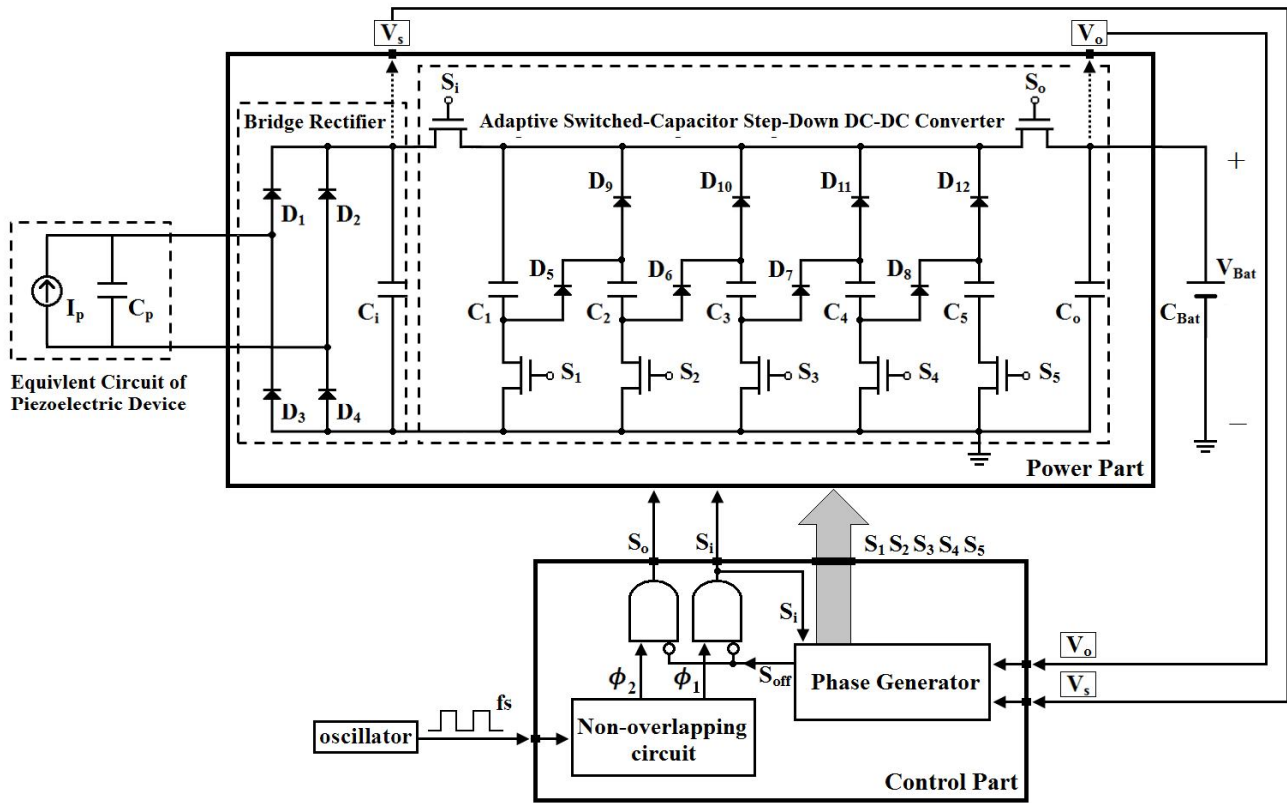 Vs
Vo
Si
So
Bridge Rectifier
Adaptive Switched-Capacitor Step-Down DC-DC Converter
D9
D10
D11
D12
+
D1
D2
D5
D6
D7
D8
VBat
Ip
Cp
Ci
C1
C2
C3
C4
C5
Co
CBat
S1
S2
S3
S4
S5
Equivlent Circuit of
Piezoelectric Device
D3
D4
−
Power Part
So
Si
S1 S2 S3 S4 S5
Si
Vo
ϕ2
ϕ1
Soff
Phase Generator
Vs
fs
oscillator
Non-overlapping
circuit
Control Part